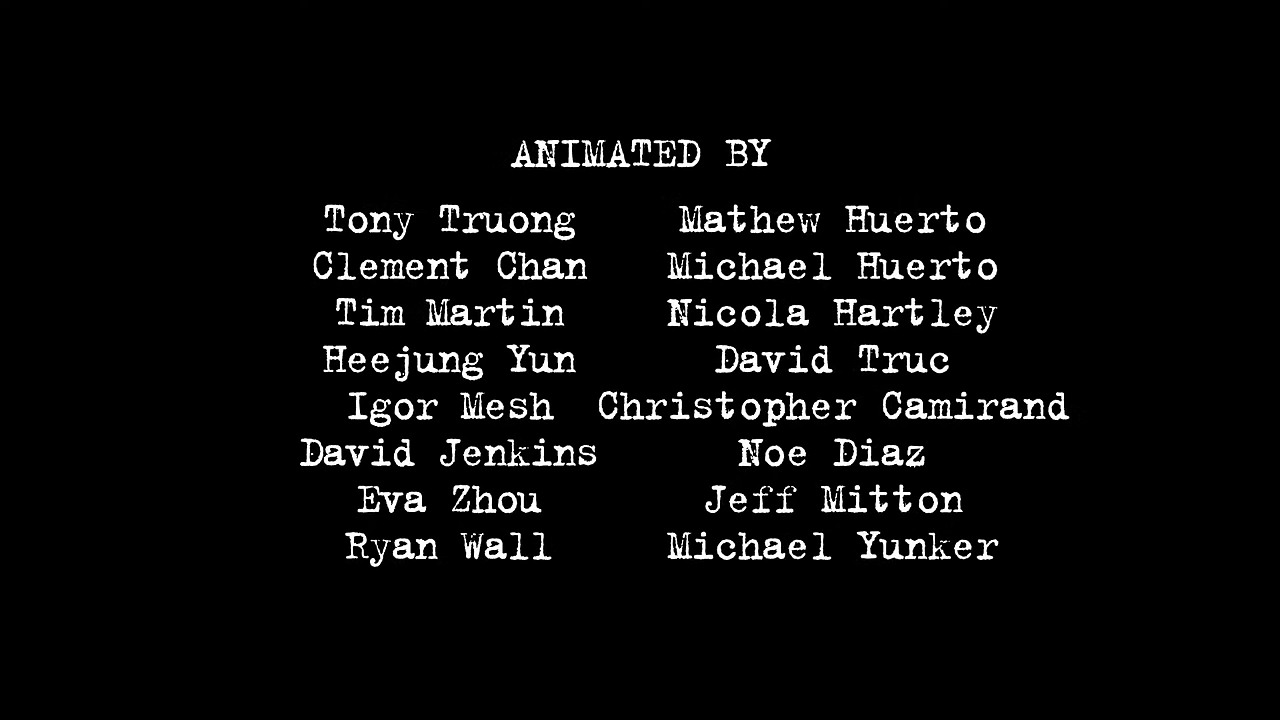 ANIMATED BY
Tony Truong Mathew Huerto
Clement Chan Michael Huerto
Tim Martin Nicola Hartley
Heejung Yun David Truc
Igor Mesh Christopher Camirand
David Jenkins Noe Diaz
Eva Zhou Jeff Mitton
Ryan Wall Michael Yunker